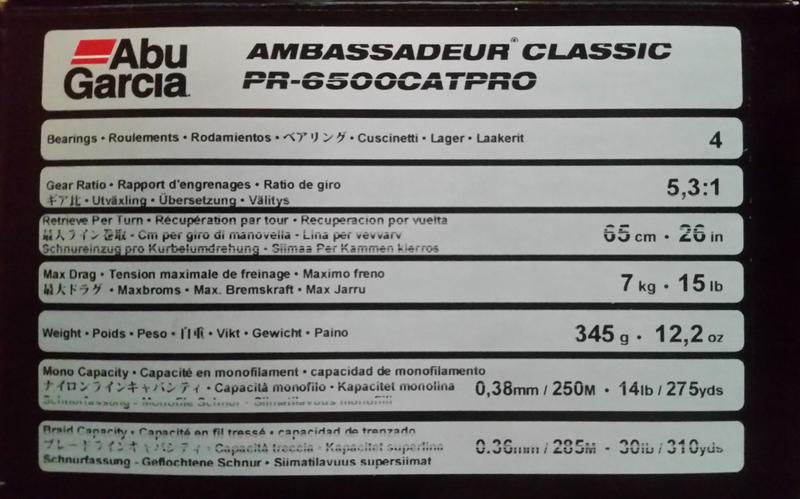 Abu Garcia
AMBASSADEUR® CLASSIC
PR-6500CATPRO
Bearings • Roulements • Rodamientos • ベアリング • Cuscinetti • Lager • Laakerit
4
Gear Ratio • Rapport d'engrenages • Ratio de giro
ギア比 • Utväxling • Übersetzung • Välitys
5,3:1
Retrieve Per Turn • Récupération par tour • Recuperacion por vuelta
最大ライン巻取 • Cm per giro di manovella • Lina per vevvarv
Schnureinzug pro Kurbelumdrehung • Siimaa Per Kammen kierros
65 cm • 26 in
Max Drag • Tension maximale de freinage • Maximo freno
最大ドラグ • Maxbroms • Max. Bremskraft • Max Jarru
7 kg • 15 lb
Weight • Poids • Peso • 自重 • Vikt • Gewicht • Paino
345 g • 12,2 oz
Mono Capacity • Capacité en monofilament • capacidad de monofilamento
ナイロンラインキャパシティ • Capacità monofilo • Kapacitet monolina
Schnurfassung - Monofile Schnur - Siimatilavuus monofiili
0,38mm / 250M • 14lb / 275yds
Braid Capacity • Capacité en fil tressé • capacidad de trenzado
ブレードラインキャパシティ • Capacità treccia • Kapacitet superlina
Schnurfassung - Geflochtene Schnur • Siimatilavuus supersiimat
0.36mm / 285M - 30lb / 310yds